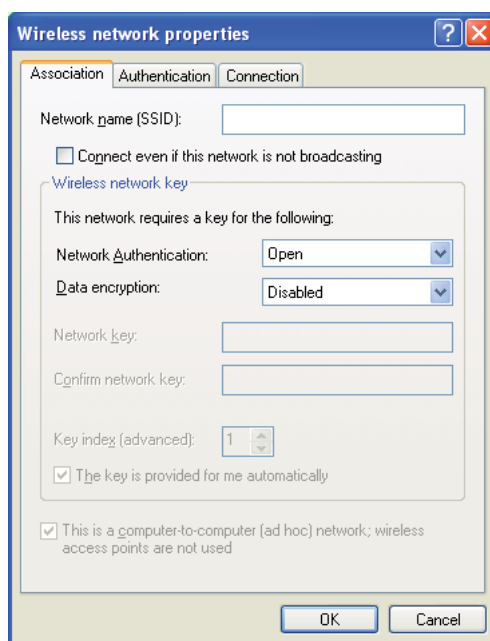 Wireless network properties
Association Authentication Connection
Network name (SSID):
Connect even if this network is not broadcasting
Wireless network key
This network requires a key for the following:
Network Authentication: Open
Data encryption: Disabled
Network key:
Confirm network key:
Key index (advanced): 1
The key is provided for me automatically
This is a computer-to-computer (ad hoc) network; wireless
access points are not used
OK Cancel